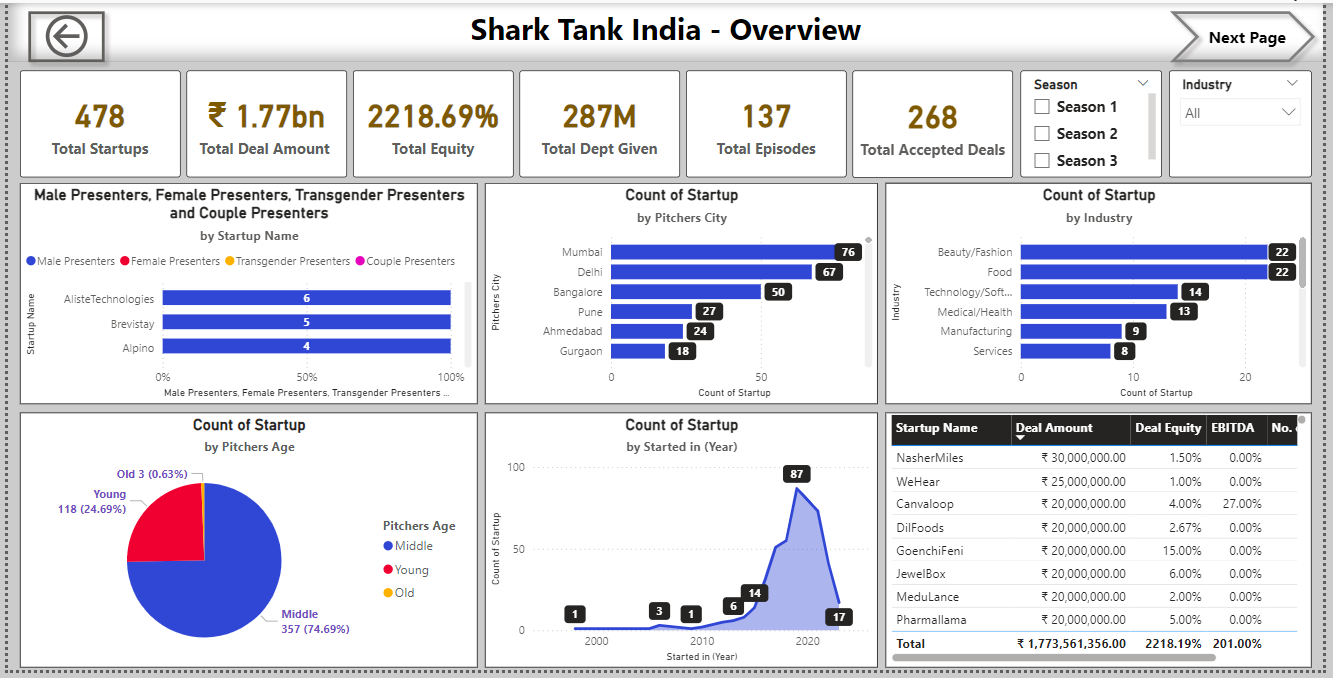 Shark Tank India - Overview
Next Page
478
Total Startups
₹ 1.77bn
Total Deal Amount
2218.69%
Total Equity
287M
Total Dept Given
137
Total Episodes
268
Total Accepted Deals
Season
Season 1
Season 2
Season 3
Industry
All
Male Presenters, Female Presenters, Transgender Presenters
and Couple Presenters
by Startup Name
Male Presenters Female Presenters Transgender Presenters Couple Presenters
Startup Name
AlisteTechnologies 6
Brevistay 5
Alpino 4
0% 50% 100%
Male Presenters, Female Presenters, Transgender Presenters ...
Count of Startup
by Pitchers City
Pitchers City
Mumbai 76
Delhi 67
Bangalore 50
Pune 27
Ahmedabad 24
Gurgaon 18
0 50
Count of Startup
Count of Startup
by Industry
Industry
Beauty/Fashion 22
Food 22
Technology/Soft... 14
Medical/Health 13
Manufacturing 9
Services 8
0 10 20
Count of Startup
Count of Startup
by Pitchers Age
Old 3 (0.63%)
Young
118 (24.69%)
Middle
357 (74.69%)
Pitchers Age
Middle
Young
Old
Count of Startup
by Started in (Year)
Count of Startup
100
50
0
1 3 1 6 14 87 17
2000 2010 2020
Started in (Year)
Startup Name Deal Amount Deal Equity EBITDA No.
NasherMiles ₹ 30,000,000.00 1.50% 0.00%
WeHear ₹ 25,000,000.00 1.00% 0.00%
Canvaloop ₹ 20,000,000.00 4.00% 27.00%
DilFoods ₹ 20,000,000.00 2.67% 0.00%
GoenchiFeni ₹ 20,000,000.00 15.00% 0.00%
JewelBox ₹ 20,000,000.00 6.00% 0.00%
MeduLance ₹ 20,000,000.00 2.00% 0.00%
Pharmallama ₹ 20,000,000.00 5.00% 0.00%
Total ₹ 1,773,561,356.00 2218.19% 201.00%